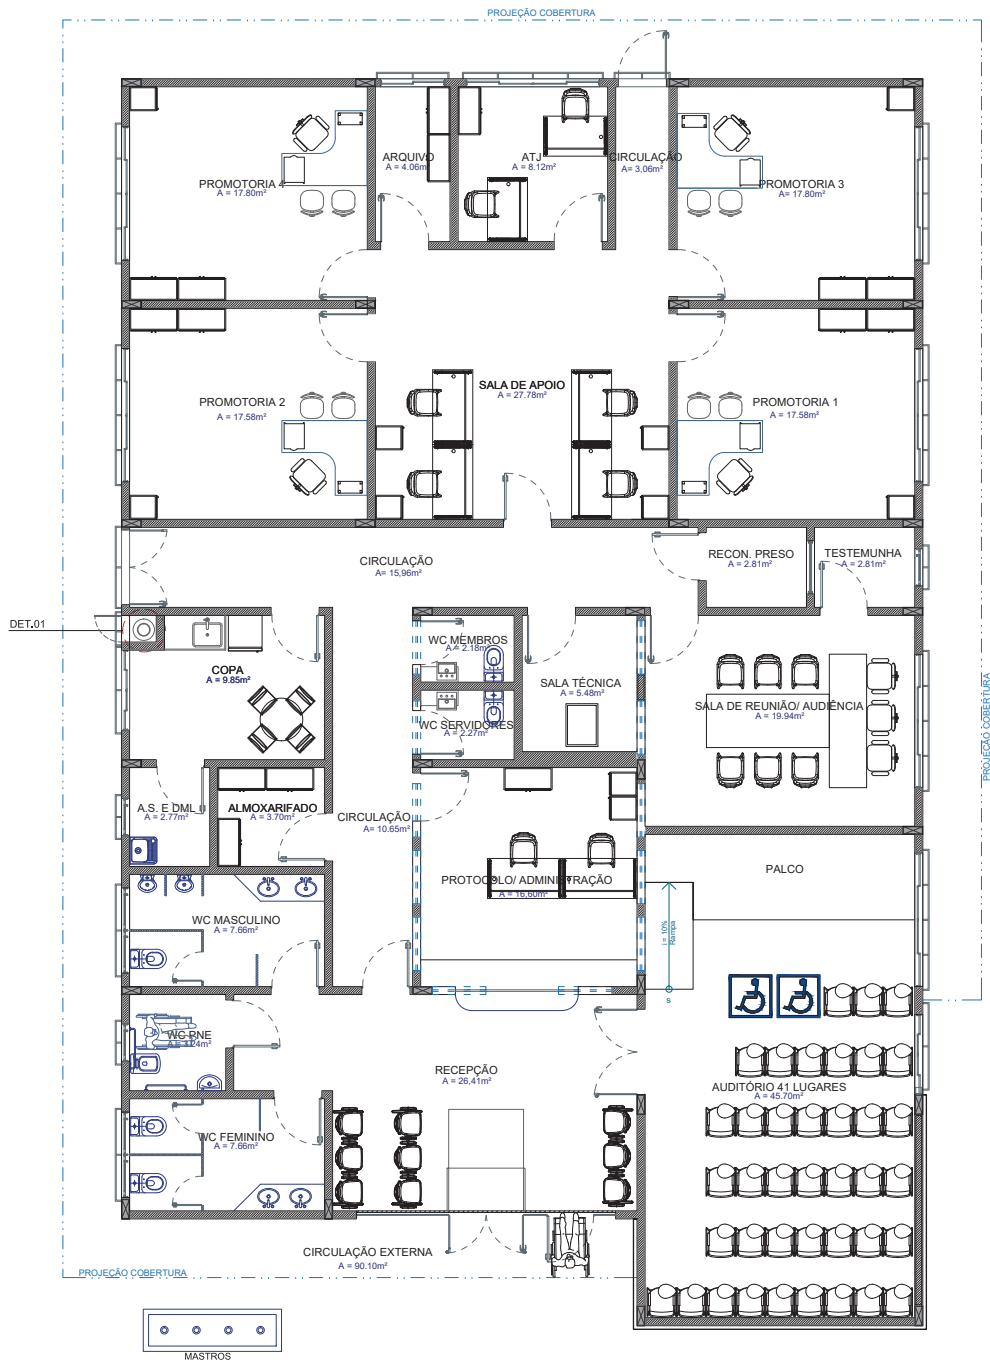 PROJEÇÃO COBERTURA
ARQUIVO
A = 4.06m²
ATJ
A = 8.12m²
CIRCULAÇÃO
A = 3,06m²
PROMOTORIA 4
A = 17.80m²
PROMOTORIA 3
A = 17.80m²
SALA DE APOIO
A = 27.78m²
PROMOTORIA 2
A = 17.58m²
PROMOTORIA 1
A = 17.58m²
CIRCULAÇÃO
A= 15,96m²
RECON. PRESO
A = 2.81m²
TESTEMUNHA
A = 2.81m²
DET.01
COPA
A = 9.85m²
WC MEMBROS
A = 2.18m²
SALA TÉCNICA
A = 5.48m²
WC SERVIDORES
A = 2.27m²
SALA DE REUNIÃO/ AUDIÊNCIA
A = 19.94m²
PROJEÇÃO COBERTURA
A.S. E DML
A = 2.77m²
ALMOXARIFADO
A = 3.70m²
CIRCULAÇÃO
A= 10.65m²
PROTOCOLO/ ADMINISTRAÇÃO
A = 16,60m²
PALCO
i = 10%
Rampa
S
WC MASCULINO
A = 7.66m²
WC PNE
A = 3.24m²
RECEPÇÃO
A = 26,41m²
AUDITÓRIO 41 LUGARES
A = 45.70m²
WC FEMININO
A = 7.66m²
CIRCULAÇÃO EXTERNA
A = 90.10m²
PROJEÇÃO COBERTURA
MASTROS